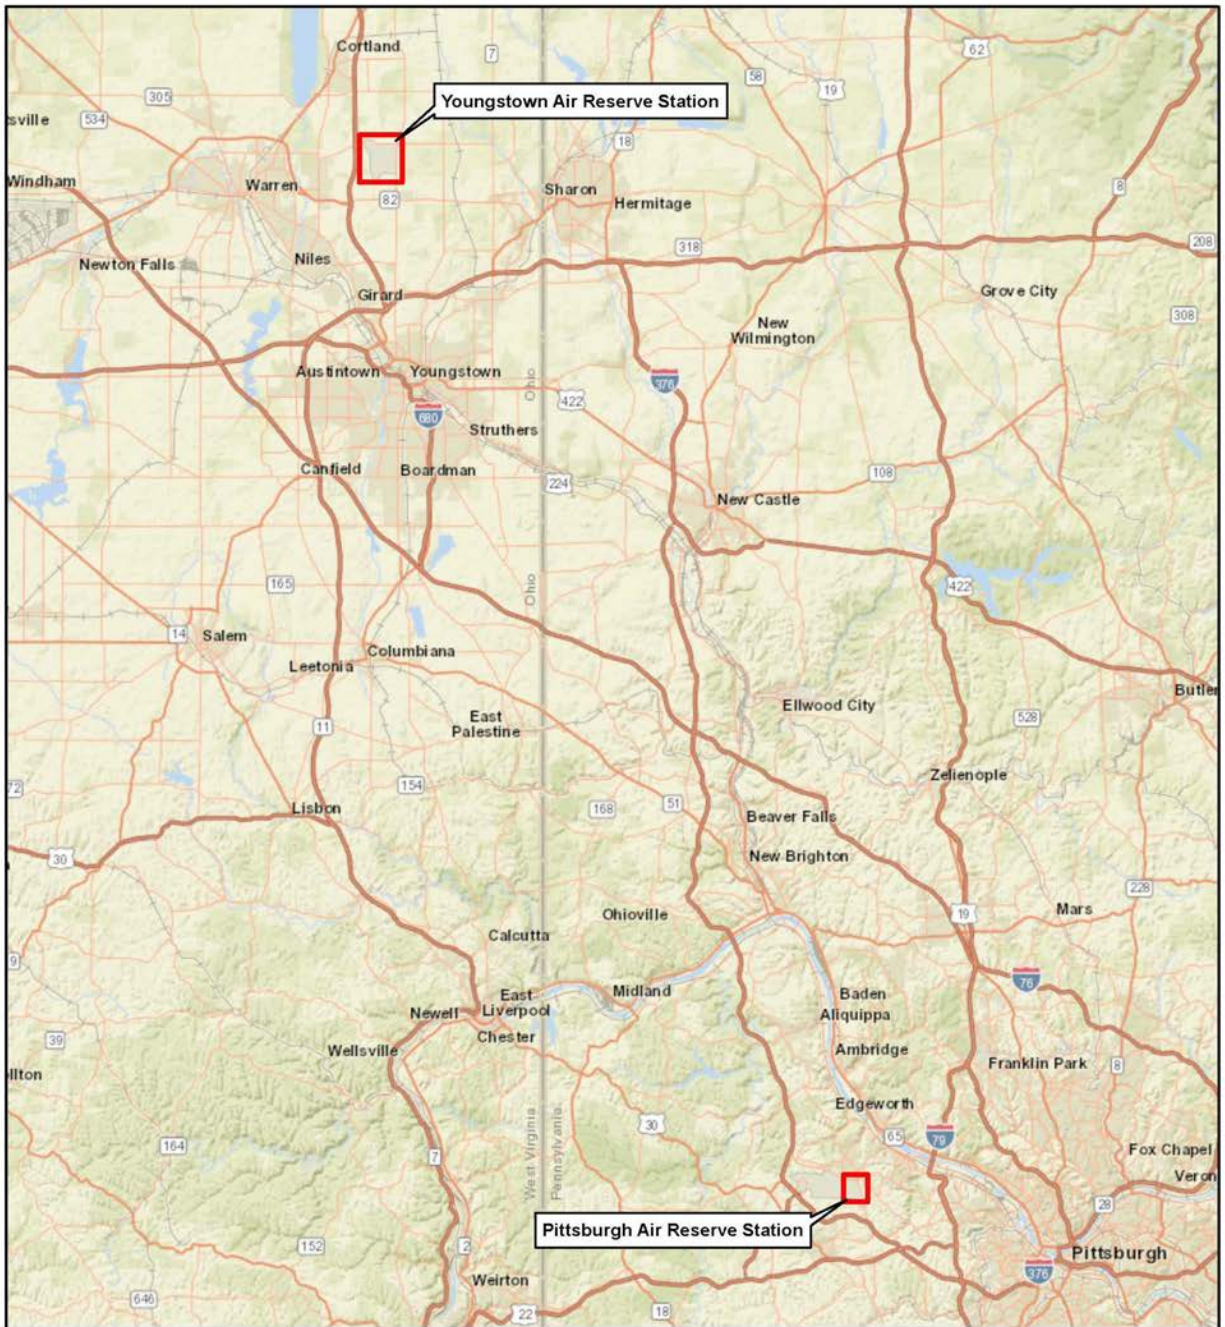 Cortland
7
62
58
19
305
Youngstown Air Reserve Station
sville
534
18
Windham
Warren
Sharon
8
82
Hermitage
318
208
Newton Falls
Niles
Girard
Grove City
308
New
Wilmington
Austintown
Youngstown
376
Ohio
422
680
Struthers
Canfield
Boardman
108
224
New Castle
165
Ohio
422
14
Salem
Columbiana
Leetonia
Butler
Ellwood City
528
11
East
Palestine
Zelienople
72
154
168
51
Lisbon
Beaver Falls
30
New Brighton
228
Ohioville
19
Mars
Calcutta
9
76
Midland
Baden
East
Liverpool
Newell
Aliquippa
Chester
39
Wellsville
Ambridge
Franklin Park
8
llton
Edgeworth
30
65
79
164
7
West Virginia
Pennsylvania
Fox Chapel
Veron
28
Pittsburgh Air Reserve Station
152
2
Pittsburgh
376
Weirton
646
22
18